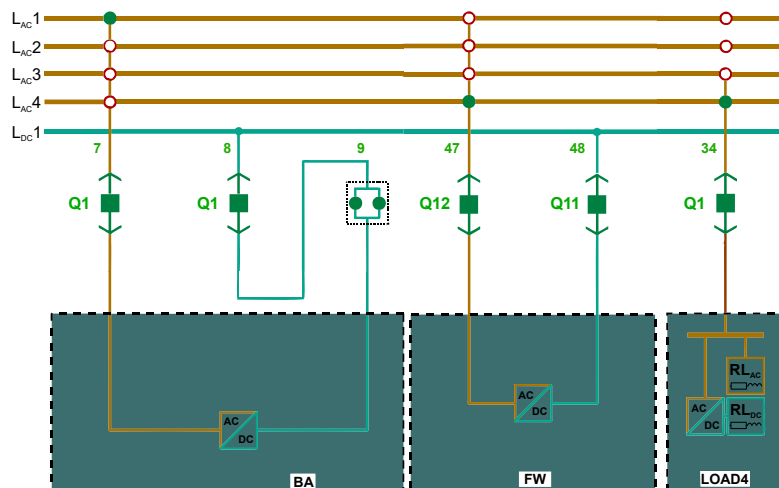 LAC1
LAC2
LAC3
LAC4
LDC1
7 8 9 47 48 34
Q1 Q1 Q12 Q11 Q1
RLAC
AC DC AC DC AC DC RLDC
BA FW LOAD4